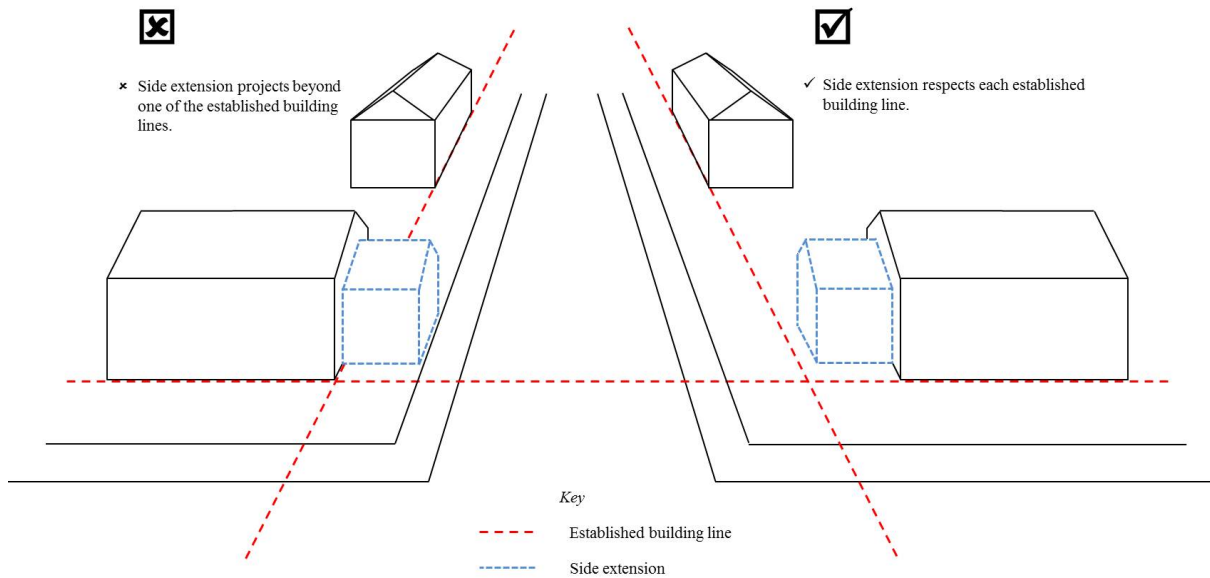 × Side extension projects beyond
one of the established building
lines.
✓ Side extension respects each established
building line.
Key
Established building line
Side extension